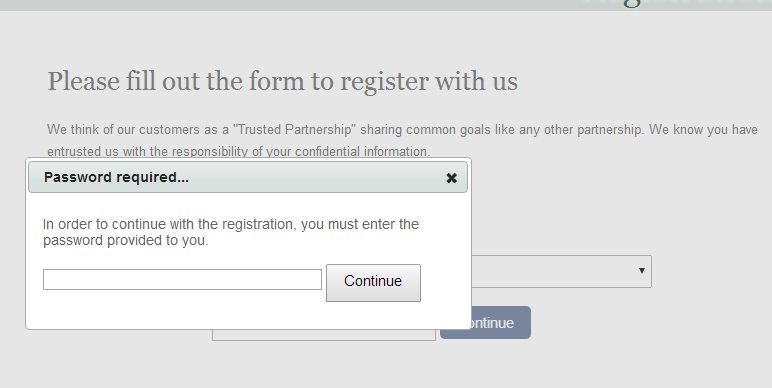 Please fill out the form to register with us
We think of our customers as a "Trusted Partnership" sharing common goals like any other partnership. We know you have
entrusted us with the responsibility of your confidential information.
Password required...
In order to continue with the registration, you must enter the
password provided to you.
Continue